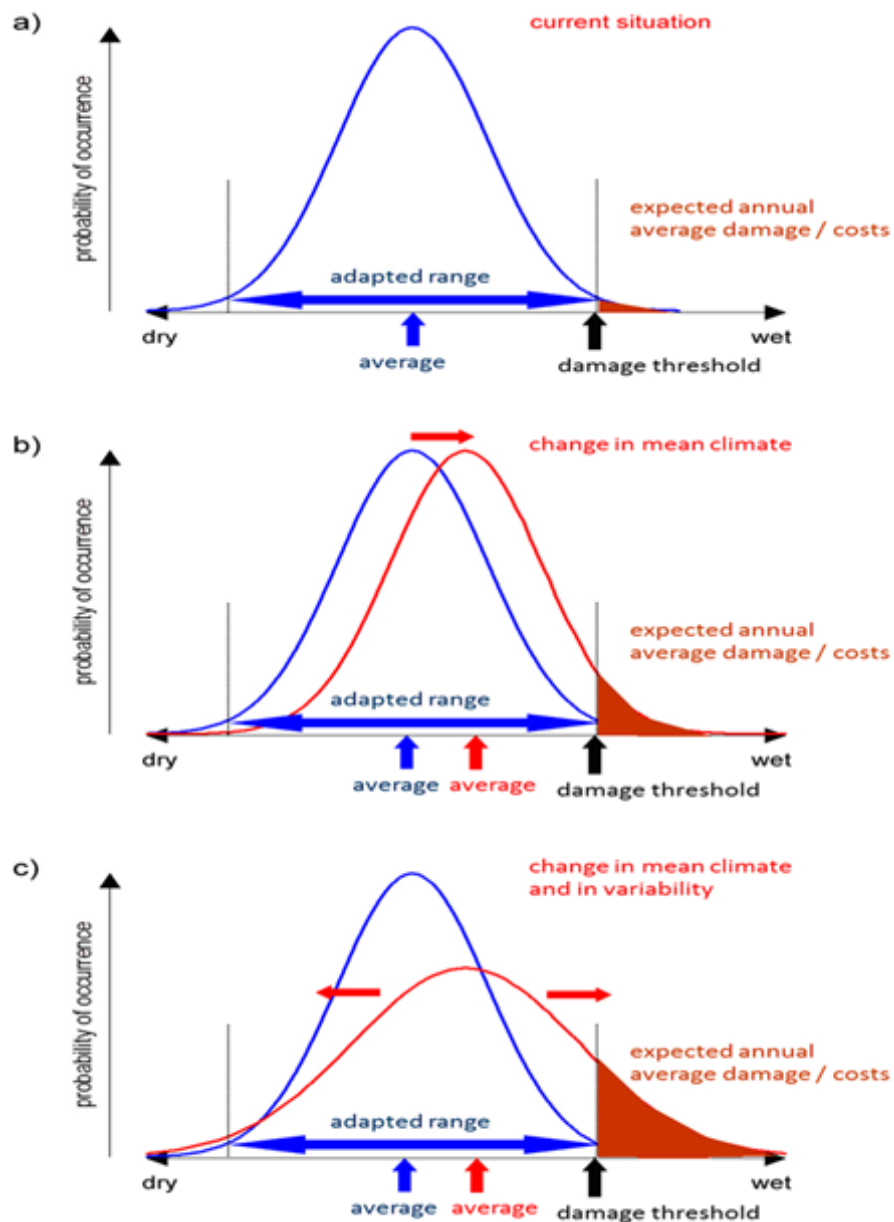 a)
current situation
probability of occurrence
expected annual
average damage / costs
adapted range
dry
wet
average
damage threshold
b)
change in mean climate
probability of occurrence
expected annual
average damage / costs
adapted range
dry
wet
average
average
damage threshold
c)
change in mean climate
and in variability
probability of occurrence
expected annual
average damage / costs
adapted range
dry
wet
average
average
damage threshold